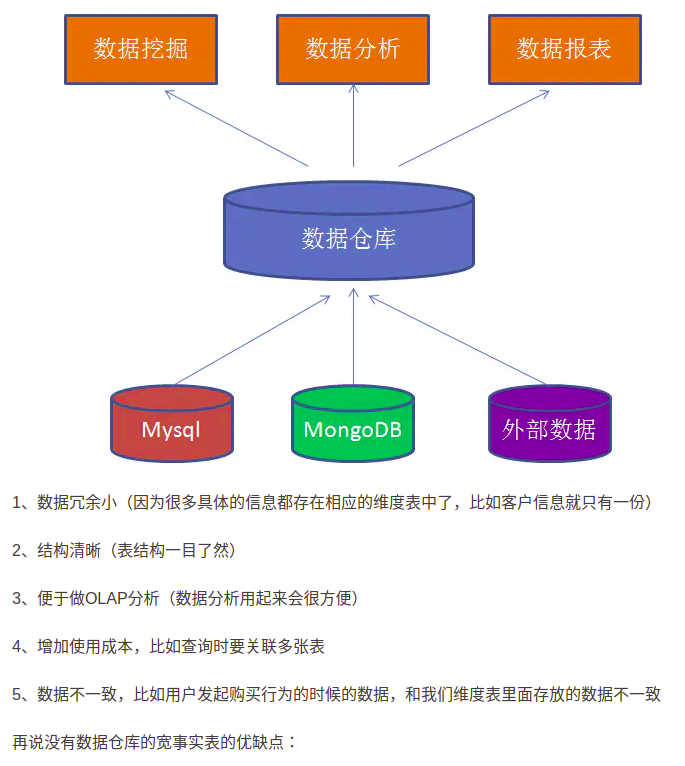 数据挖掘
数据分析
数据报表
数据仓库
Mysql
MongoDB
外部数据
1、数据冗余小（因为很多具体的信息都存在相应的维度表中了，比如客户信息就只有一份）
2、结构清晰（表结构一目了然）
3、便于做OLAP分析（数据分析用起来会很方便）
4、增加使用成本，比如查询时要关联多张表
5、数据不一致，比如用户发起购买行为的时候的数据，和我们维度表里面存放的数据不一致
再说没有数据仓库的宽事实表的优缺点：